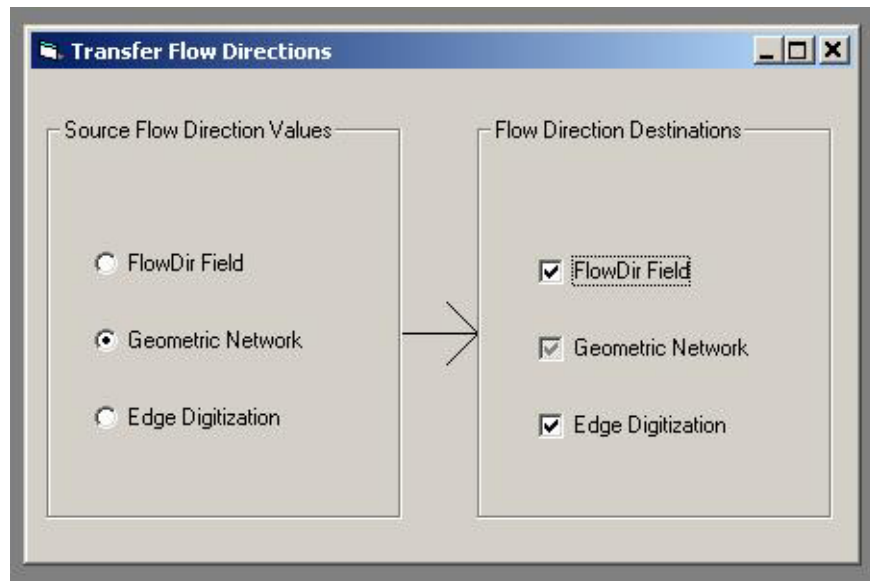 Transfer Flow Directions
Source Flow Direction Values
FlowDir Field
Geometric Network
Edge Digitization
Flow Direction Destinations
FlowDir Field
Geometric Network
Edge Digitization